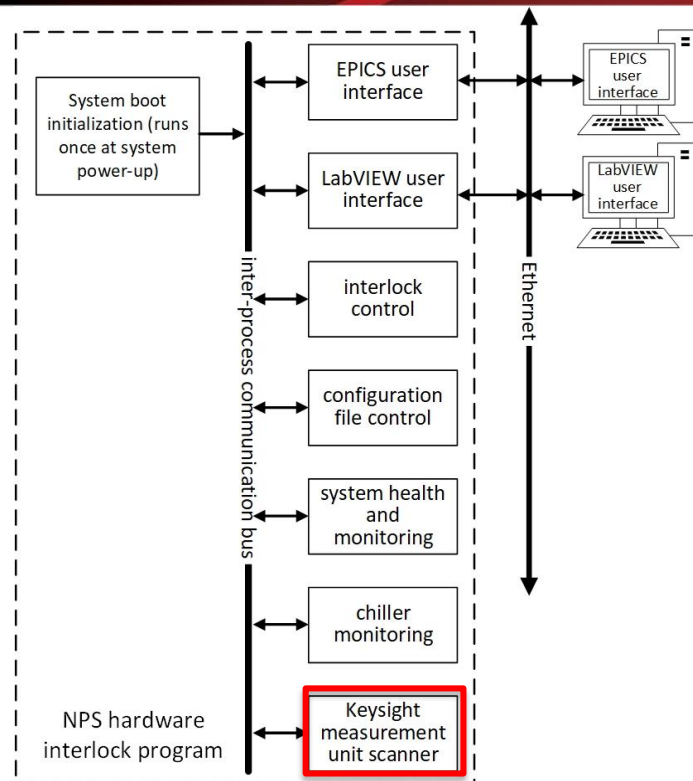 System boot
initialization (runs
once at system
power-up)
EPICS user
interface
LabVIEW user
interface
interlock
control
configuration
file control
system health
and
monitoring
chiller
monitoring
Keysight
measurement
unit scanner
inter-process communication bus
NPS hardware
interlock program
Ethernet
EPICS
user
interface
LabVIEW
user
interface